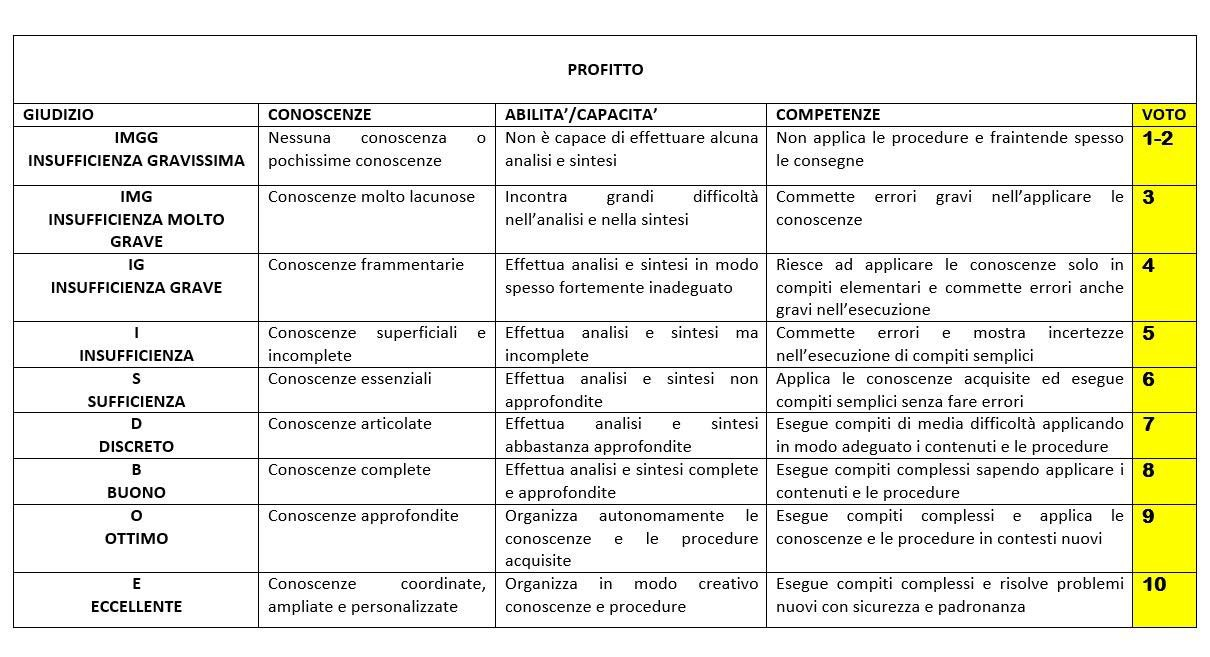 PROFITTO
GIUDIZIO CONOSCENZE ABILITA’/CAPACITA’ COMPETENZE VOTO
IMGG
INSUFFICIENZA GRAVISSIMA
Nessuna conoscenza o
pochissime conoscenze
Non è capace di effettuare alcuna
analisi e sintesi
Non applica le procedure e fraintende spesso
le consegne
1-2
IMG
INSUFFICIENZA MOLTO
GRAVE
Conoscenze molto lacunose
Incontra grandi difficoltà
nell’analisi e nella sintesi
Commette errori gravi nell’applicare le
conoscenze
3
IG
INSUFFICIENZA GRAVE
Conoscenze frammentarie
Effettua analisi e sintesi in modo
spesso fortemente inadeguato
Riesce ad applicare le conoscenze solo in
compiti elementari e commette errori anche
gravi nell’esecuzione
4
I
INSUFFICIENZA
Conoscenze superficiali e
incomplete
Effettua analisi e sintesi ma
incomplete
Commette errori e mostra incertezze
nell’esecuzione di compiti semplici
5
S
SUFFICIENZA
Conoscenze essenziali
Effettua analisi e sintesi non
approfondite
Applica le conoscenze acquisite ed esegue
compiti semplici senza fare errori
6
D
DISCRETO
Conoscenze articolate
Effettua analisi e sintesi
abbastanza approfondite
Esegue compiti di media difficoltà applicando
in modo adeguato i contenuti e le procedure
7
B
BUONO
Conoscenze complete
Effettua analisi e sintesi complete
e approfondite
Esegue compiti complessi sapendo applicare i
contenuti e le procedure
8
O
OTTIMO
Conoscenze approfondite
Organizza autonomamente le
conoscenze e le procedure
acquisite
Esegue compiti complessi e applica le
conoscenze e le procedure in contesti nuovi
9
E
ECCELLENTE
Conoscenze coordinate,
ampliate e personalizzate
Organizza in modo creativo
conoscenze e procedure
Esegue compiti complessi e risolve problemi
nuovi con sicurezza e padronanza
10